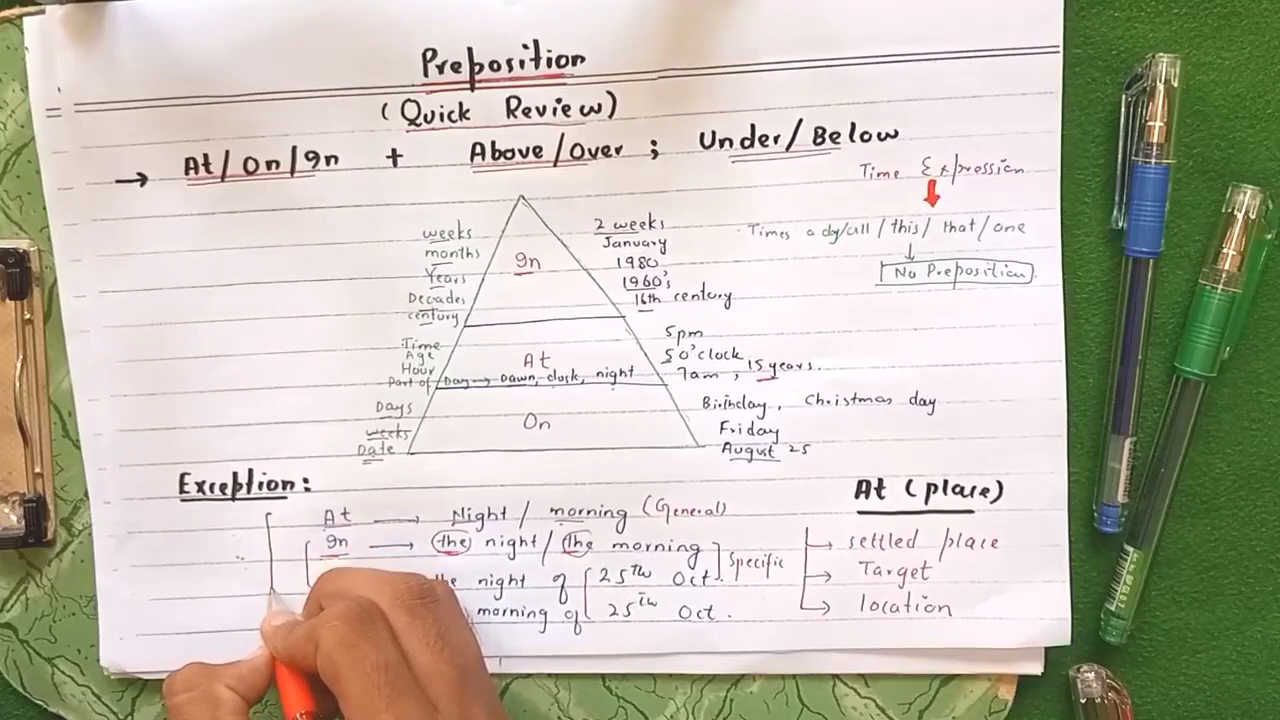 Preposition
(Quick Review)
→ At/On/In + Above/Over ; Under/Below
Time Expression
Times a day/all / this / that / one
No Preposition
weeks
months
Years
Decades
century
In
2 weeks
January
1980
1960's
16th century
Time
Age
Hour
Part of Day → Dawn, dusk, night
At
5pm
5 o'clock
7am , 15 years.
Days
weeks
Date
On
Birthday, Christmas day
Friday
August 25
Exception:
At → Night / morning (General)
In → (the) night / (the) morning
night of 25th Oct.
morning of 25th Oct.
Specific
At (place)
settled place
Target
location